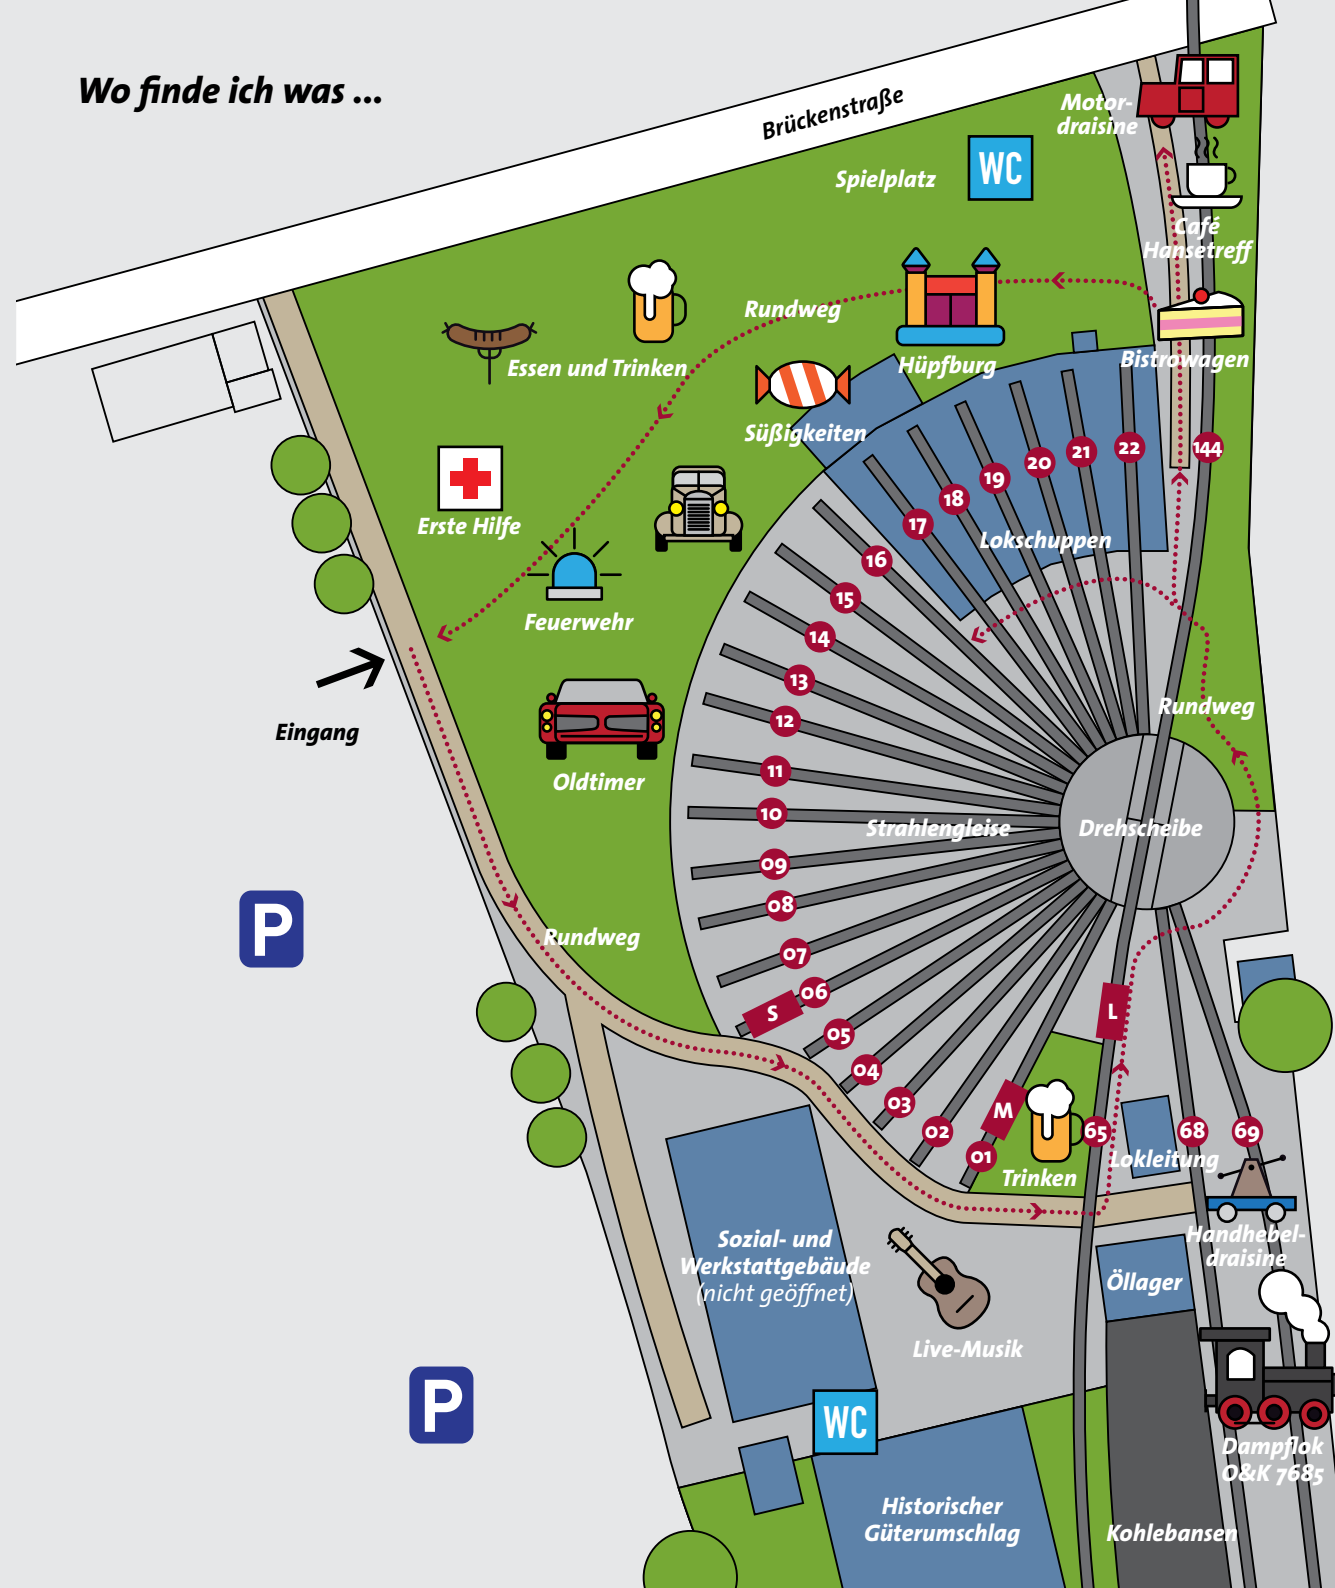 Wo finde ich was ...
Brückenstraße
Motor-
draisine
Spielplatz
WC
Café
Hansetreff
Rundweg
Essen und Trinken
Hüpfburg
Bistrowagen
Süßigkeiten
Erste Hilfe
Feuerwehr
Lokschuppen
22
144
21
20
19
18
17
16
15
14
13
12
11
10
09
08
07
06
05
04
03
02
01
Eingang
Oldtimer
Rundweg
Strahlengleise
Drehscheibe
P
Rundweg
S
L
M
65
68
69
Trinken
Lokleitung
Handhebel-
draisine
Sozial- und
Werkstattgebäude
(nicht geöffnet)
Öllager
Live-Musik
P
WC
Dampflok
O&K 7685
Historischer
Güterumschlag
Kohlebansen